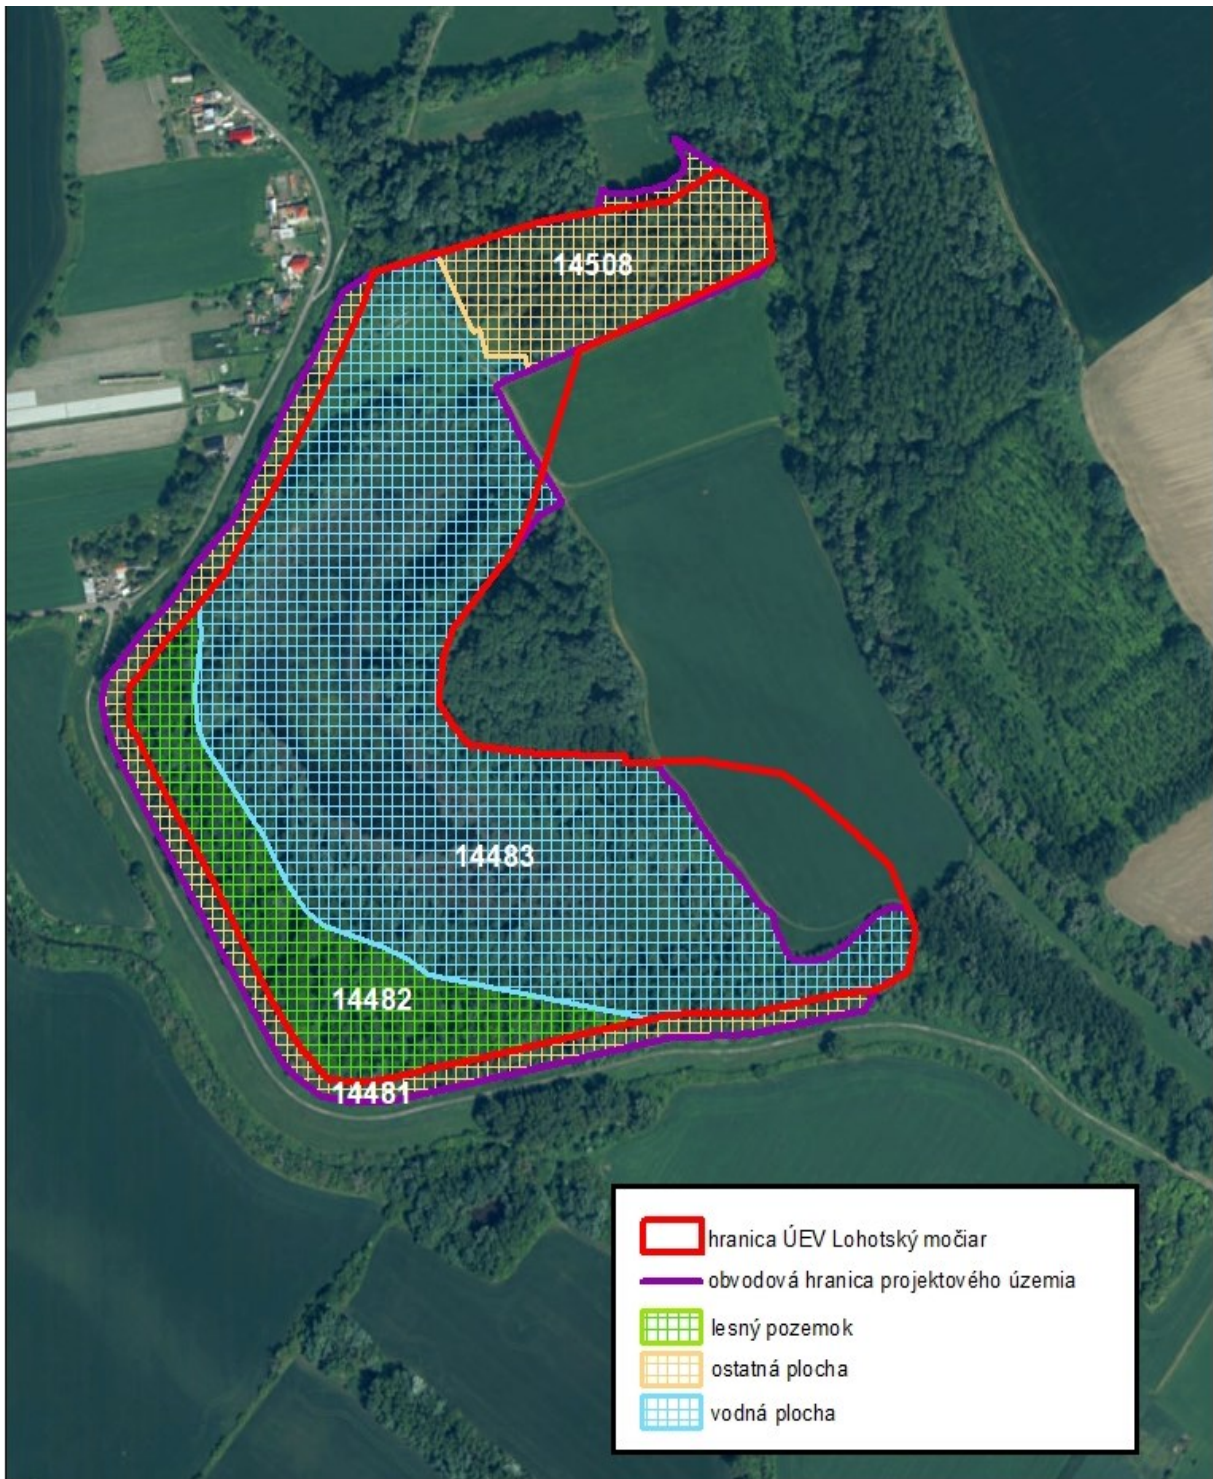 14508
14483
14482
14481
hranica ÚEV Lohotský močiar
obvodová hranica projektového územia
lesný pozemok
ostatná plocha
vodná plocha